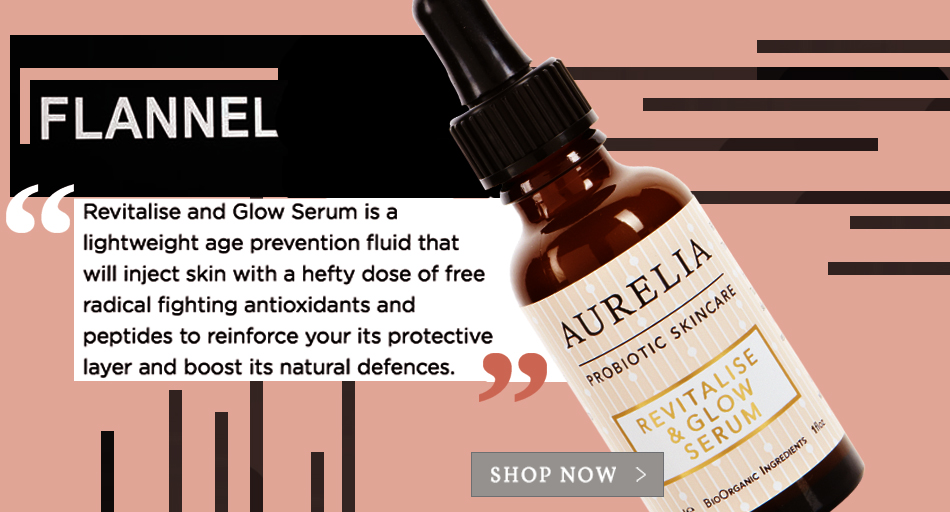 FLANNEL
“
Revitalise and Glow Serum is a
lightweight age prevention fluid that
will inject skin with a hefty dose of free
radical fighting antioxidants and
peptides to reinforce your its protective
layer and boost its natural defences.
”
AURELIA
PROBIOTIC SKINCARE
REVITALISE
& GLOW
SERUM
BIOORGANIC INGREDIENTS 1floz
SHOP NOW >